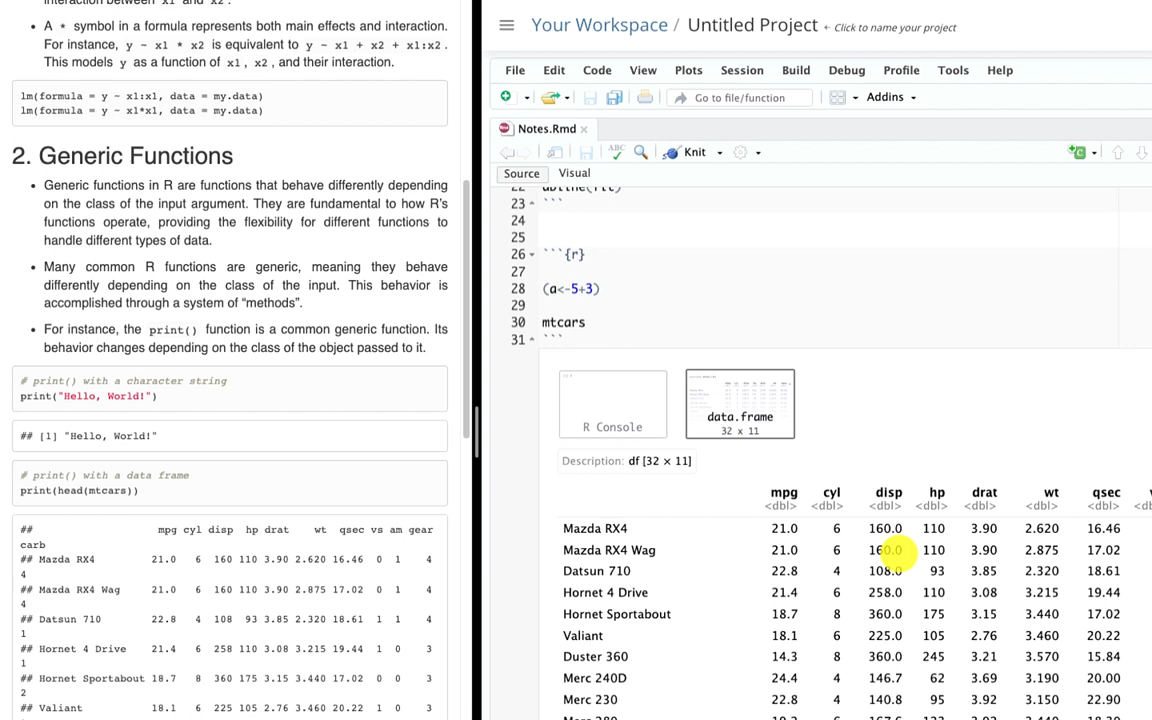 interaction between x1 and x2.
• A * symbol in a formula represents both main effects and interaction.
For instance, y ~ x1 * x2 is equivalent to y ~ x1 + x2 + x1:x2.
This models y as a function of x1, x2, and their interaction.
lm(formula = y ~ x1:x1, data = my.data)
lm(formula = y ~ x1*x1, data = my.data)
2. Generic Functions
• Generic functions in R are functions that behave differently depending
on the class of the input argument. They are fundamental to how R's
functions operate, providing the flexibility for different functions to
handle different types of data.
• Many common R functions are generic, meaning they behave
differently depending on the class of the input. This behavior is
accomplished through a system of “methods”.
• For instance, the print() function is a common generic function. Its
behavior changes depending on the class of the object passed to it.
# print() with a character string
print("Hello, World!")
## [1] "Hello, World!"
# print() with a data frame
print(head(mtcars))
## mpg cyl disp hp drat wt qsec vs am gear
carb
## Mazda RX4 21.0 6 160 110 3.90 2.620 16.46 0 1 4
4
## Mazda RX4 Wag 21.0 6 160 110 3.90 2.875 17.02 0 1 4
4
## Datsun 710 22.8 4 108 93 3.85 2.320 18.61 1 1 4
1
## Hornet 4 Drive 21.4 6 258 110 3.08 3.215 19.44 1 0 3
1
## Hornet Sportabout 18.7 8 360 175 3.15 3.440 17.02 0 0 3
2
## Valiant 18.1 6 225 105 2.76 3.460 20.22 1 0 3
Your Workspace / Untitled Project ← Click to name your project
File Edit Code View Plots Session Build Debug Profile Tools Help
Go to file/function Addins
Notes.Rmd
ABC Knit
Source Visual
22 abline(fit)
23 ```
24
25
26 ```{r}
27
28 (a<-5+3)
29
30 mtcars
31 ```
R Console
data.frame
32 x 11
Description: df [32 × 11]
mpg cyl disp hp drat wt qsec
<dbl> <dbl> <dbl> <dbl> <dbl> <dbl> <dbl> <db
Mazda RX4 21.0 6 160.0 110 3.90 2.620 16.46
Mazda RX4 Wag 21.0 6 160.0 110 3.90 2.875 17.02
Datsun 710 22.8 4 108.0 93 3.85 2.320 18.61
Hornet 4 Drive 21.4 6 258.0 110 3.08 3.215 19.44
Hornet Sportabout 18.7 8 360.0 175 3.15 3.440 17.02
Valiant 18.1 6 225.0 105 2.76 3.460 20.22
Duster 360 14.3 8 360.0 245 3.21 3.570 15.84
Merc 240D 24.4 4 146.7 62 3.69 3.190 20.00
Merc 230 22.8 4 140.8 95 3.92 3.150 22.90
Merc 280 19.2 6 167.6 123 3.92 3.440 18.30